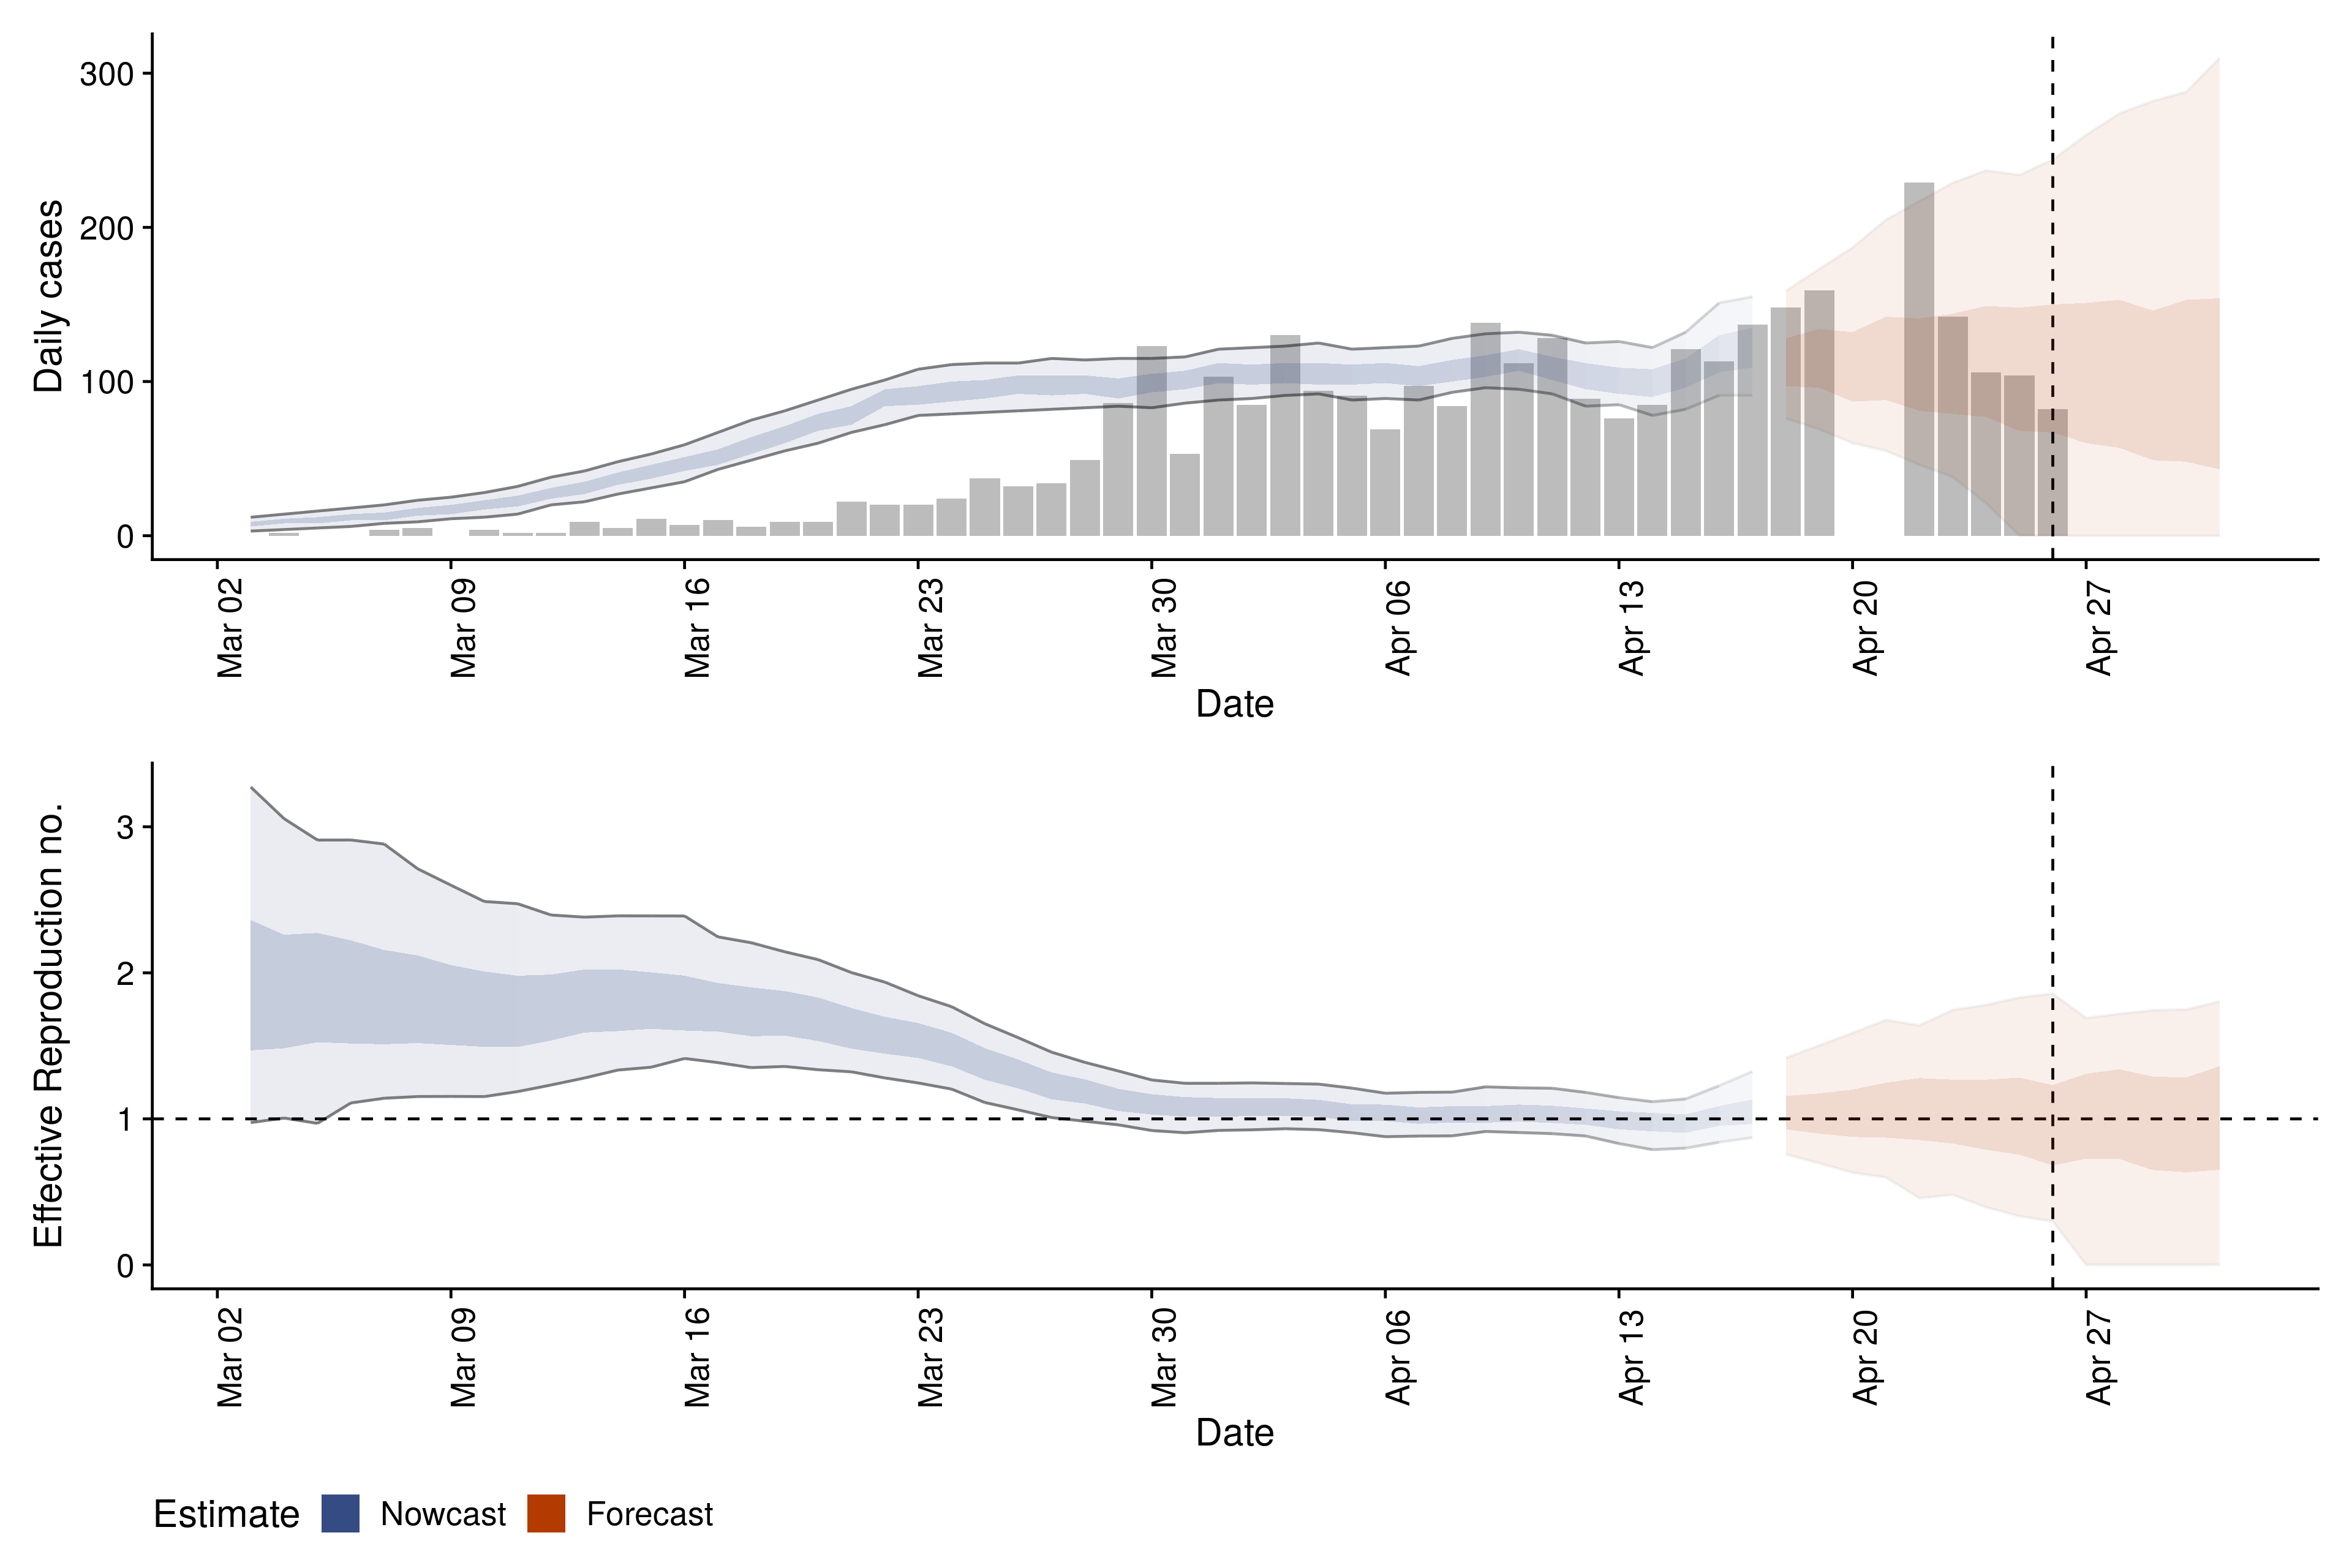 Daily cases
300
200
100
0
Mar 02
Mar 09
Mar 16
Mar 23
Mar 30
Apr 06
Apr 13
Apr 20
Apr 27
Date
Effective Reproduction no.
3
2
1
0
Mar 02
Mar 09
Mar 16
Mar 23
Mar 30
Apr 06
Apr 13
Apr 20
Apr 27
Date
Estimate Nowcast Forecast